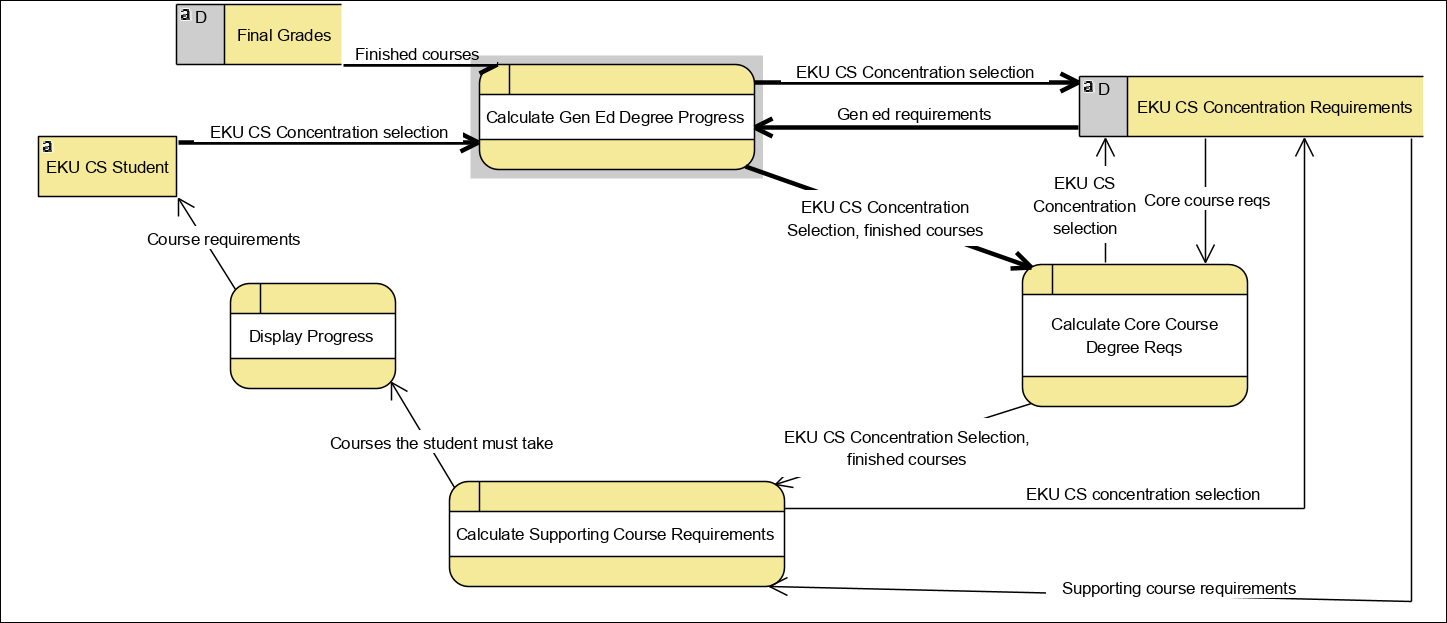 a D
Final Grades
Finished courses
EKU CS Concentration selection
a D
EKU CS Concentration Requirements
Calculate Gen Ed Degree Progress
Gen ed requirements
EKU CS Concentration selection
a
EKU CS Student
EKU CS
Concentration
selection
Core course reqs
EKU CS Concentration
Selection, finished courses
Course requirements
Display Progress
Calculate Core Course
Degree Reqs
Courses the student must take
EKU CS Concentration Selection,
finished courses
EKU CS concentration selection
Calculate Supporting Course Requirements
Supporting course requirements